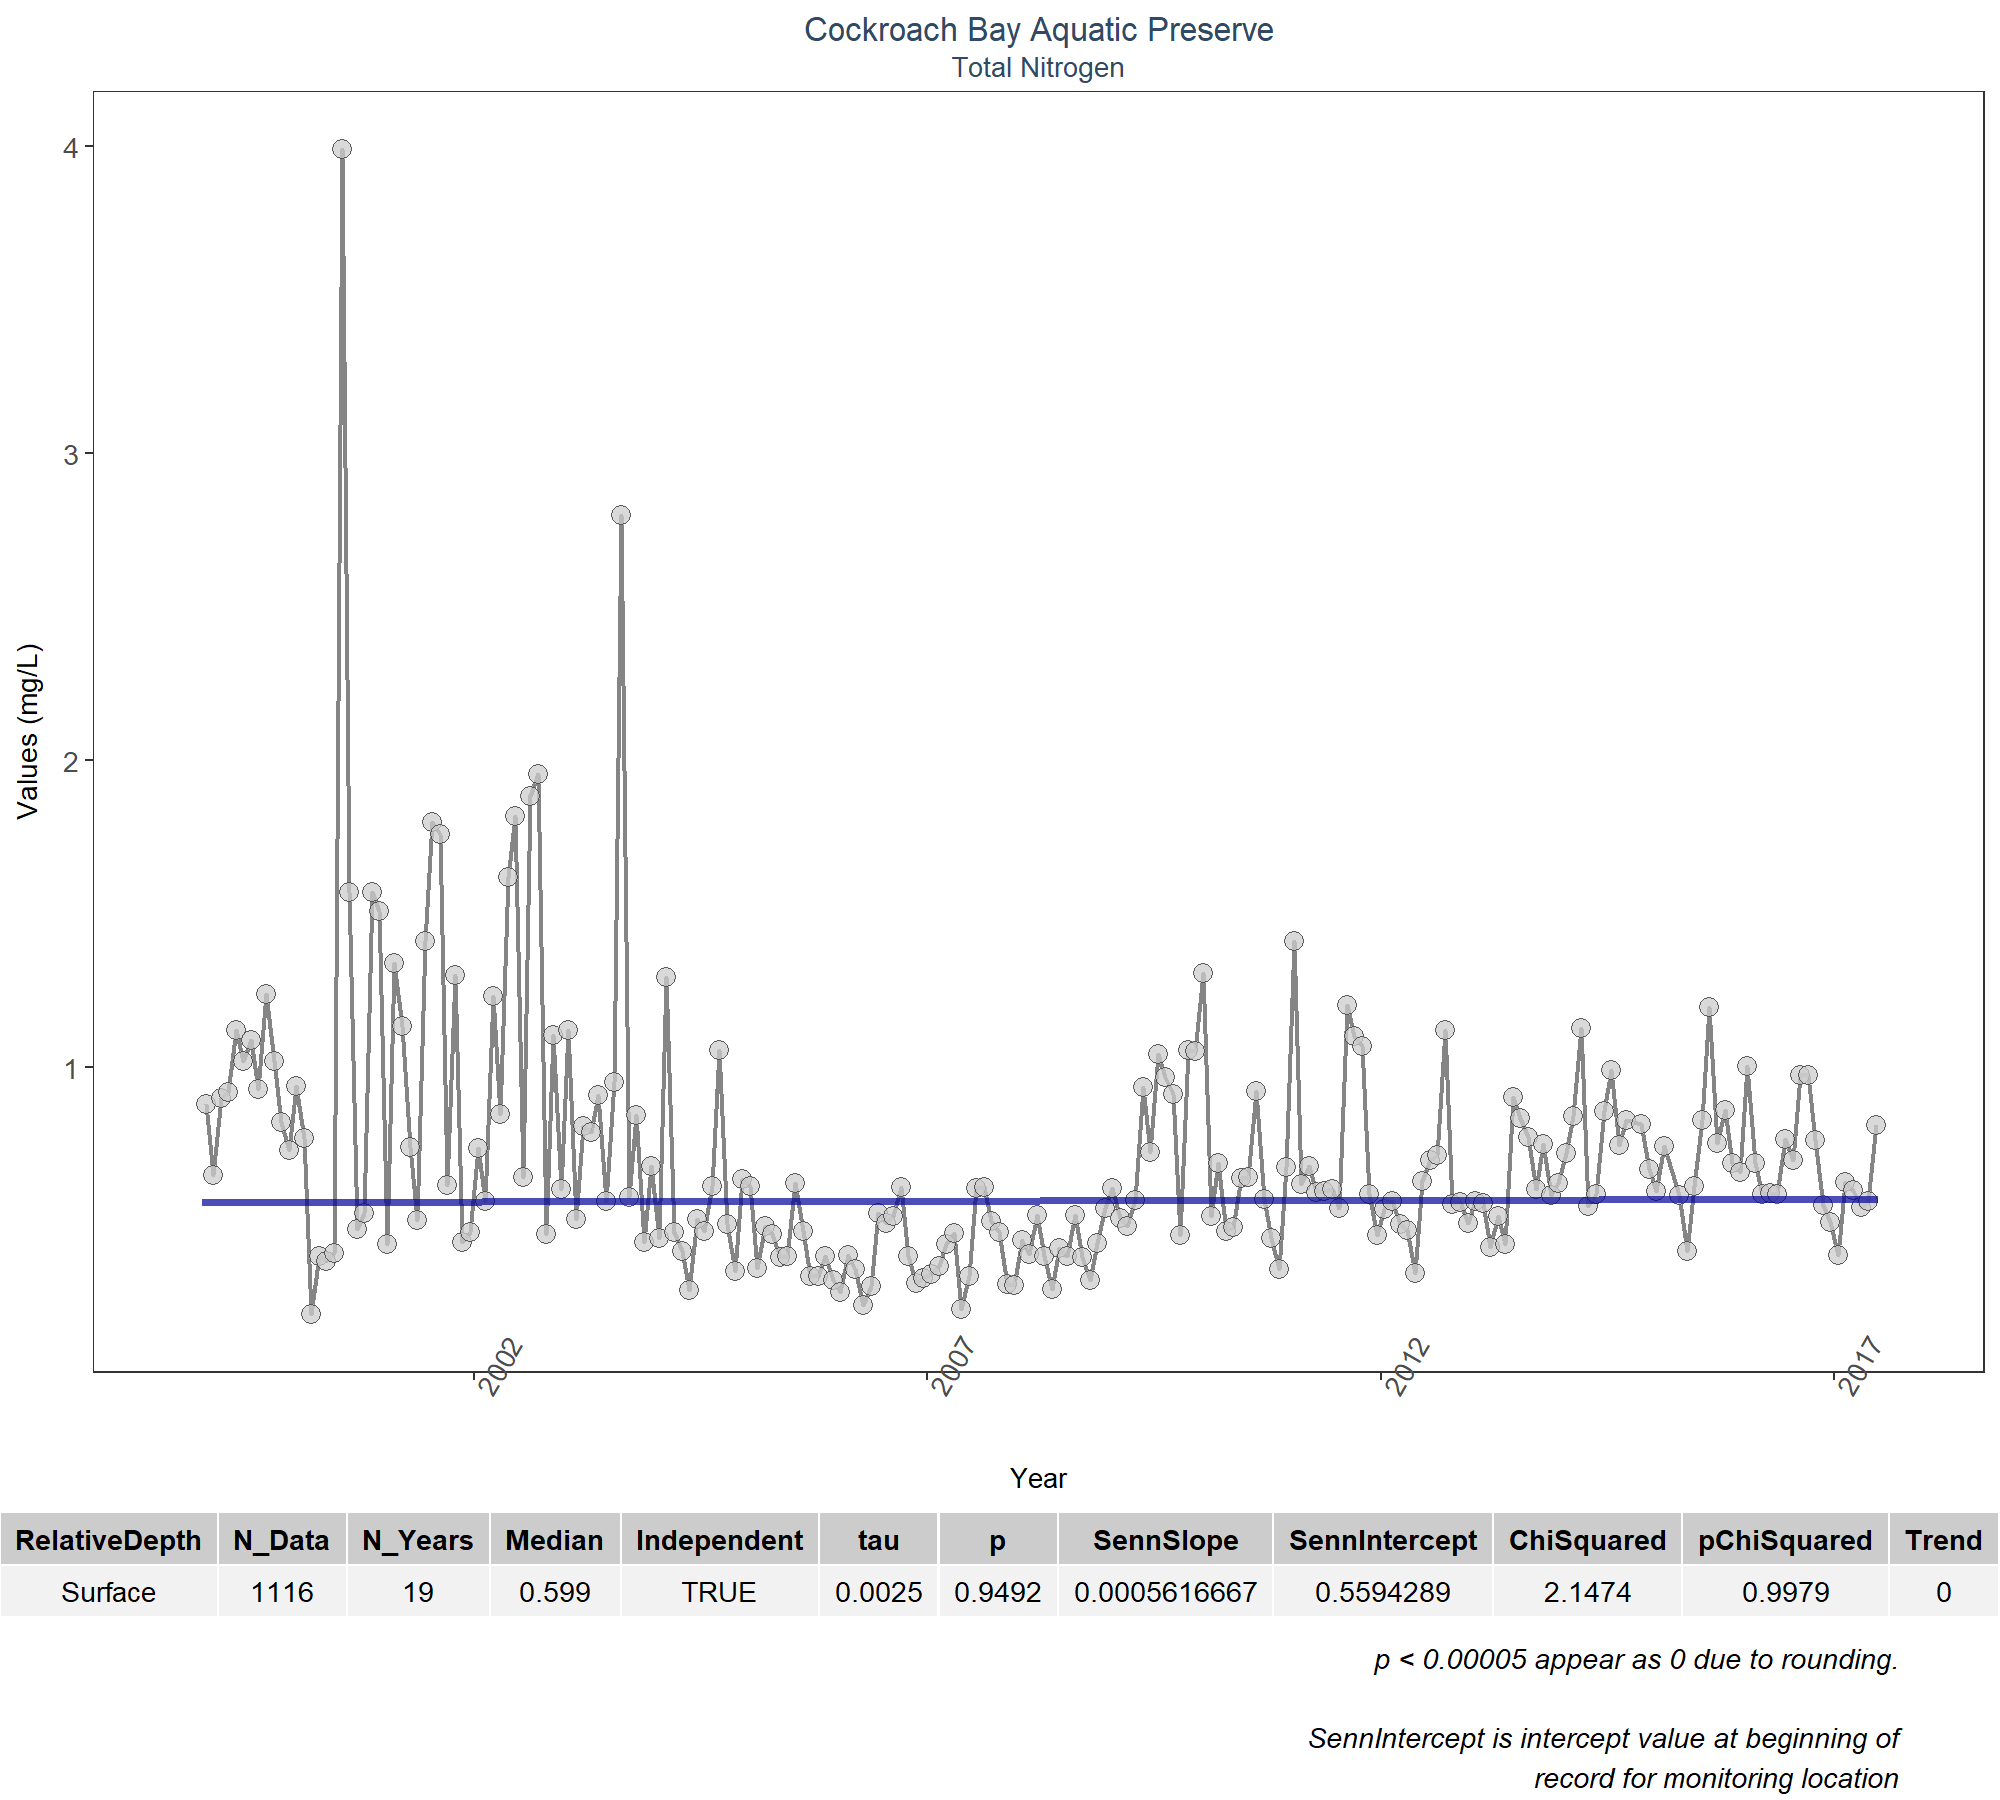 Cockroach Bay Aquatic Preserve
Total Nitrogen
4
3
2
1
Values (mg/L)
2002 2007 2012 2017
Year
RelativeDepth N_Data N_Years Median Independent tau p SennSlope SennIntercept ChiSquared pChiSquared Trend
Surface 1116 19 0.599 TRUE 0.0025 0.9492 0.0005616667 0.5594289 2.1474 0.9979 0
p < 0.00005 appear as 0 due to rounding.
SennIntercept is intercept value at beginning of
record for monitoring location